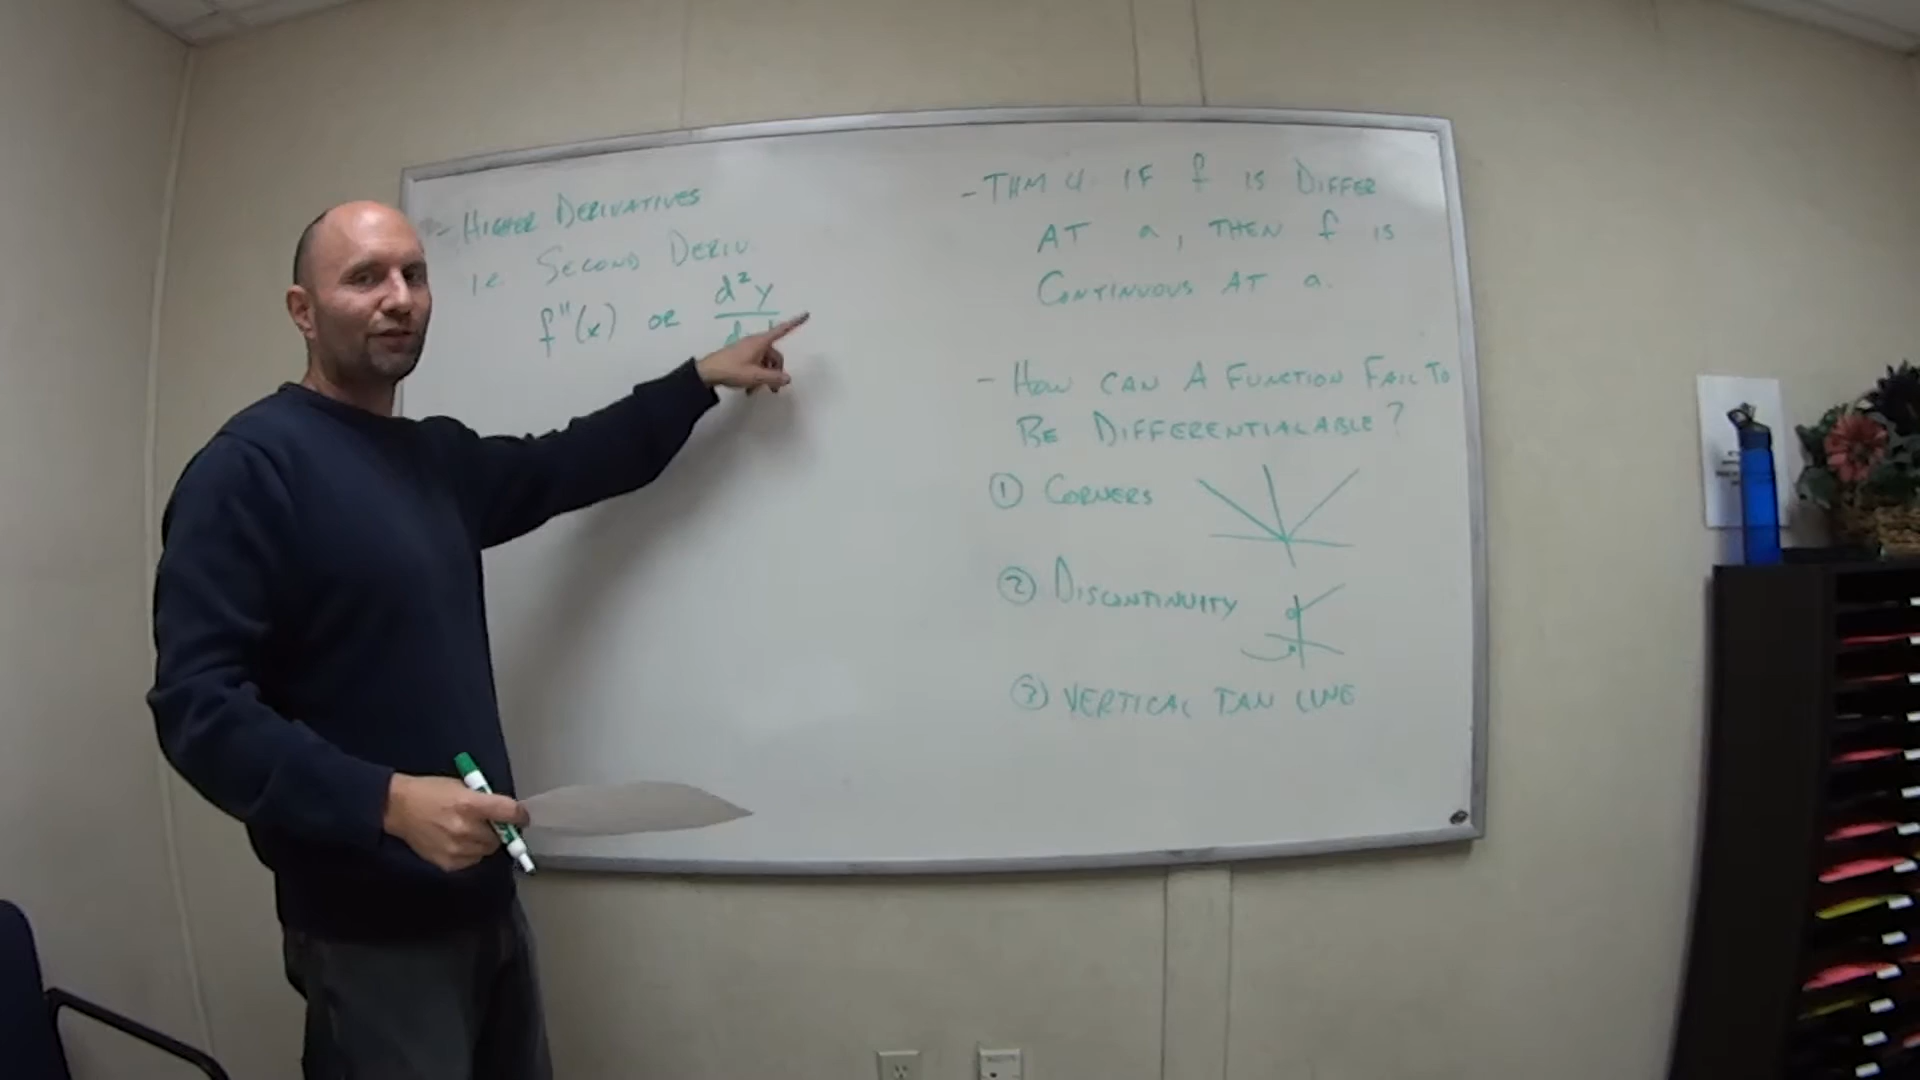 - HIGHER DERIVATIVES
ie. SECOND DERIV.
f"(x) OR d²y
- THM 4. IF f IS DIFFER
AT a, THEN f IS
CONTINUOUS AT a.
- HOW CAN A FUNCTION FAIL TO
BE DIFFERENTIALABLE?
① CORNERS
② DISCONTINUITY
③ VERTICAL TAN LINE